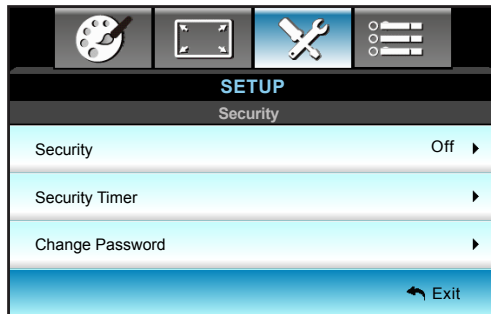 SETUP
Security
Security Off
Security Timer
Change Password
Exit